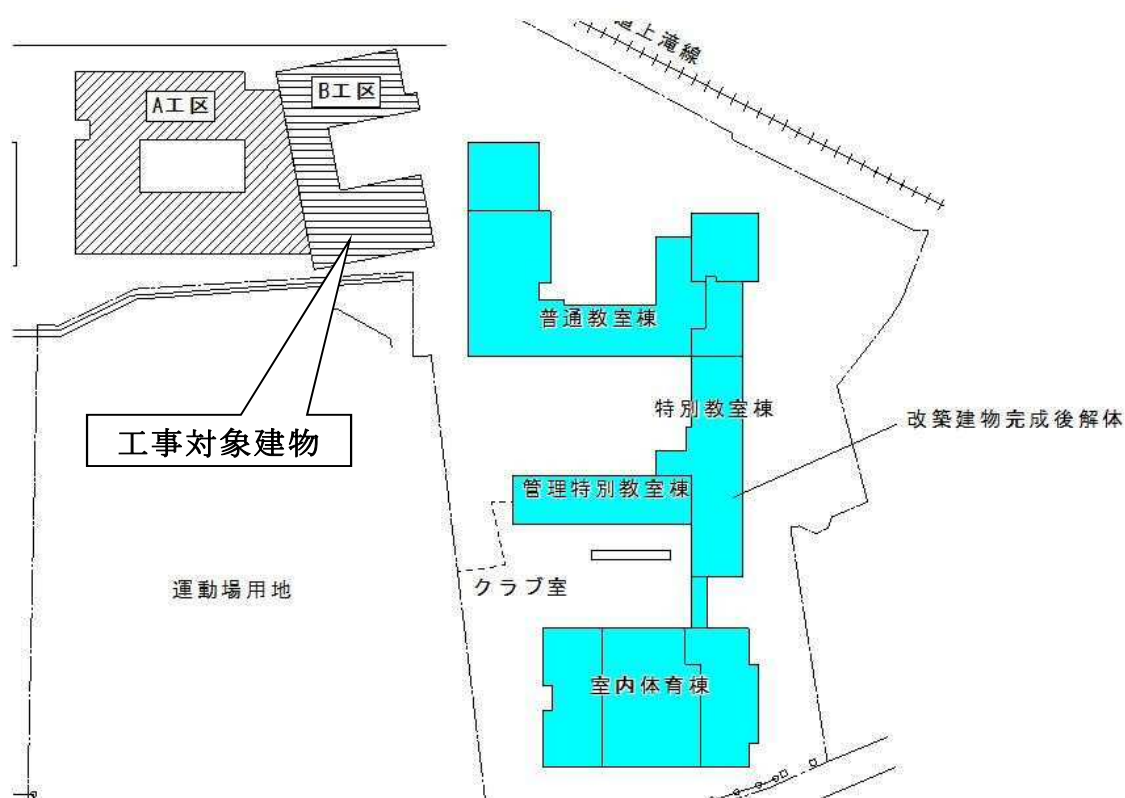 道上滝線
A工区
B工区
普通教室棟
特別教室棟
改築建物完成後解体
工事対象建物
管理特別教室棟
運動場用地
クラブ室
室内体育棟